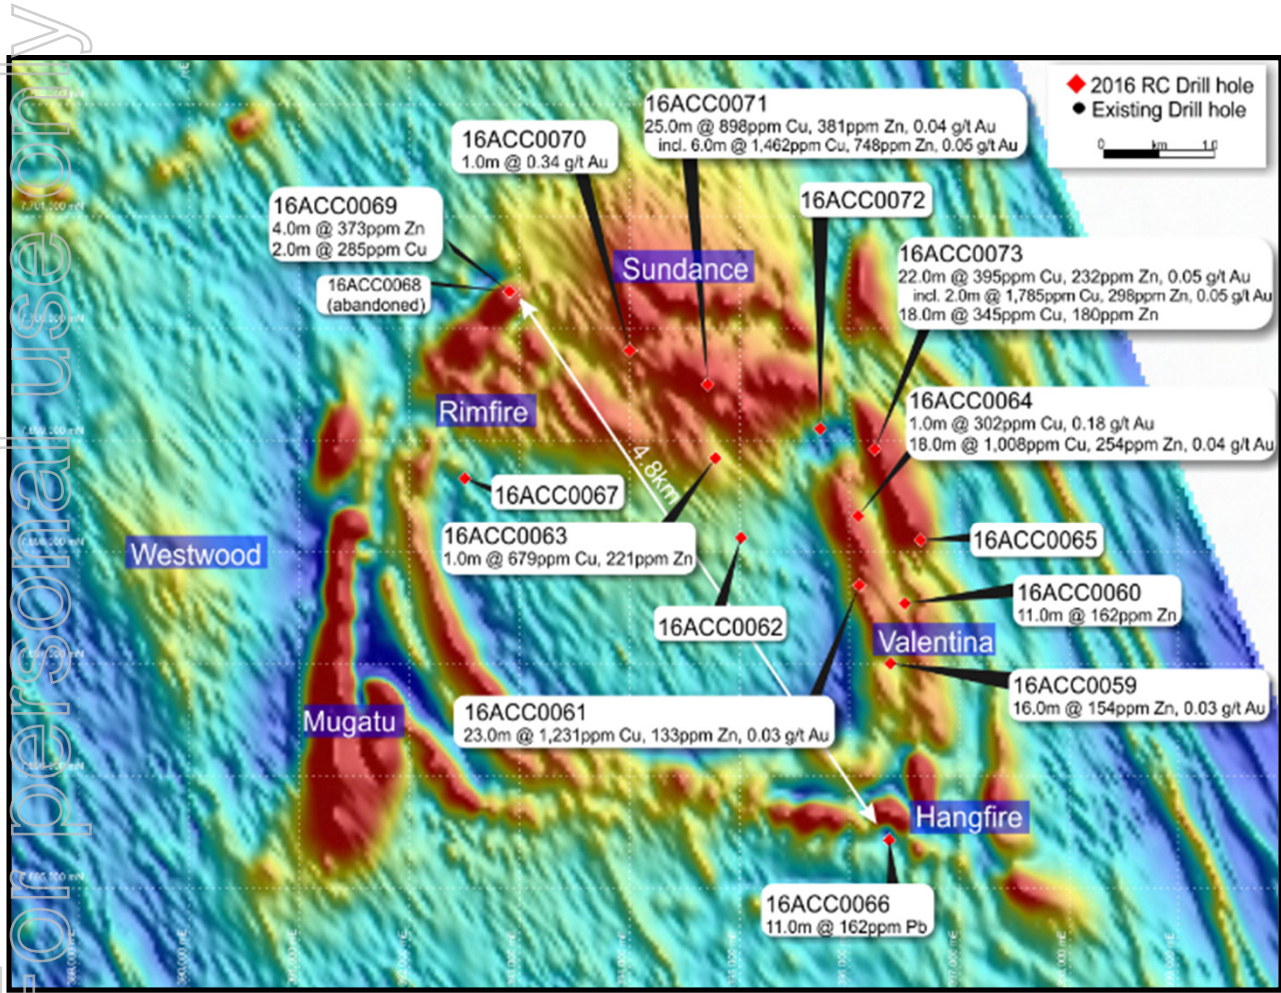 For personal use only
2016 RC Drill hole
Existing Drill hole
0 km 1.0
16ACC0071
25.0m @ 898ppm Cu, 381ppm Zn, 0.04 g/t Au
incl. 6.0m @ 1,462ppm Cu, 748ppm Zn, 0.05 g/t Au
16ACC0070
1.0m @ 0.34 g/t Au
16ACC0072
16ACC0069
4.0m @ 373ppm Zn
2.0m @ 285ppm Cu
16ACC0068
(abandoned)
Sundance
16ACC0073
22.0m @ 395ppm Cu, 232ppm Zn, 0.05 g/t Au
incl. 2.0m @ 1,785ppm Cu, 298ppm Zn, 0.05 g/t Au
18.0m @ 345ppm Cu, 180ppm Zn
Rimfire
16ACC0064
1.0m @ 302ppm Cu, 0.18 g/t Au
18.0m @ 1,008ppm Cu, 254ppm Zn, 0.04 g/t Au
4.8km
16ACC0067
16ACC0063
1.0m @ 679ppm Cu, 221ppm Zn
Westwood
16ACC0065
16ACC0060
11.0m @ 162ppm Zn
16ACC0062
Valentina
16ACC0059
16.0m @ 154ppm Zn, 0.03 g/t Au
Mugatu
16ACC0061
23.0m @ 1,231ppm Cu, 133ppm Zn, 0.03 g/t Au
Hangfire
16ACC0066
11.0m @ 162ppm Pb